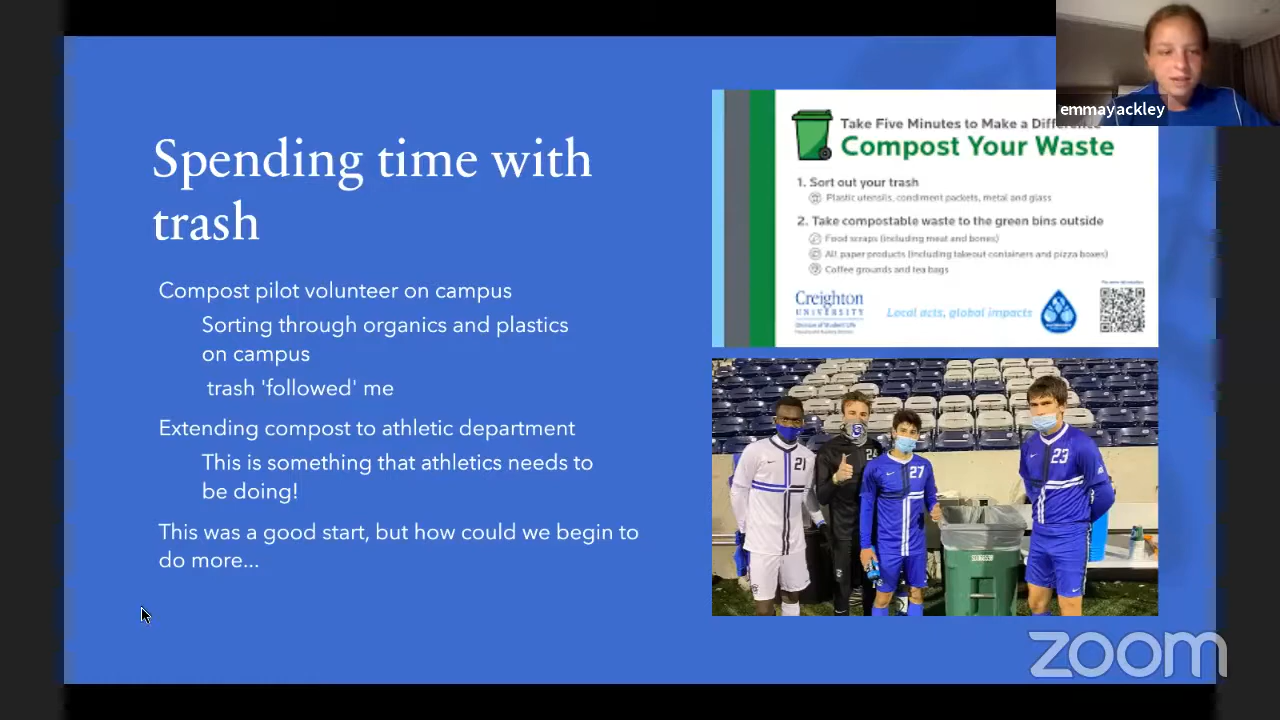 emmayackley
Spending time with
trash
Compost pilot volunteer on campus
Sorting through organics and plastics
on campus
trash 'followed' me
Extending compost to athletic department
This is something that athletics needs to
be doing!
This was a good start, but how could we begin to
do more...
Take Five Minutes to Make a Difference
Compost Your Waste
1. Sort out your trash
Plastic utensils, condiment packets, metal and glass
2. Take compostable waste to the green bins outside
Food scraps (including meat and bones)
All paper products (including takeout containers and pizza boxes)
Coffee grounds and tea bags
Creighton
UNIVERSITY
Division of Student Life
Local acts, global impacts
21
24
27
23
zoom